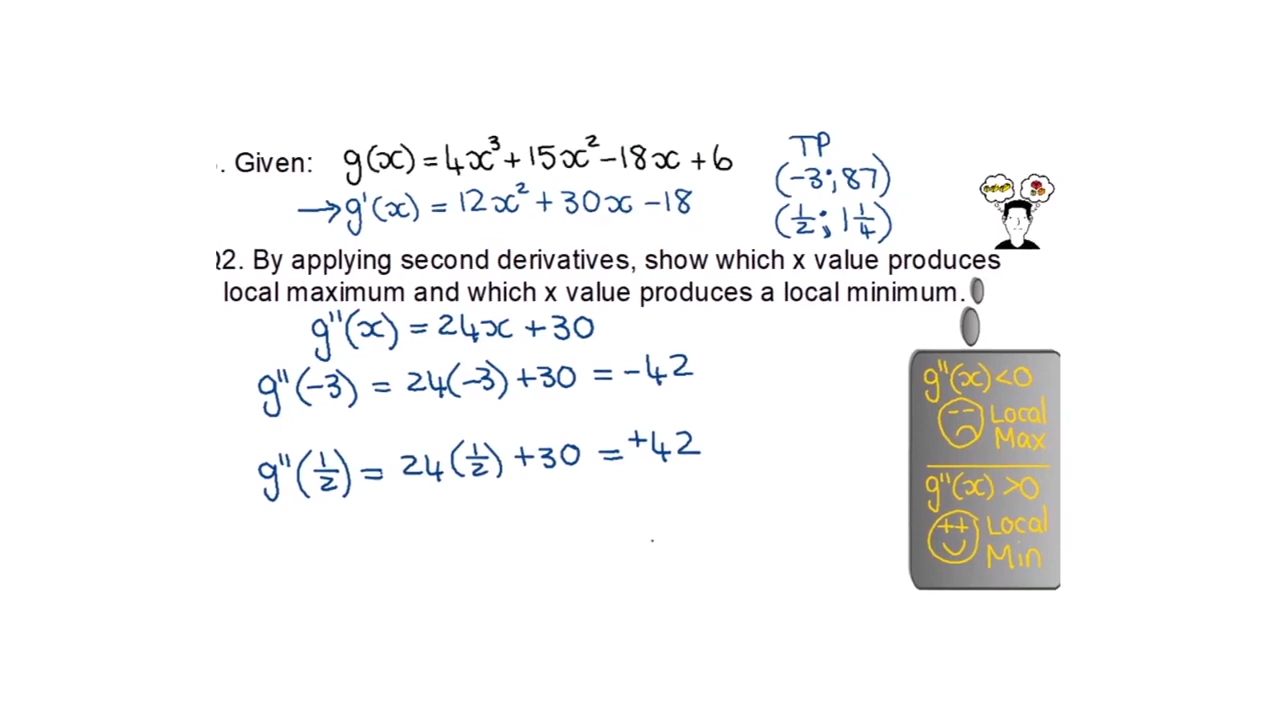 . Given: g(x) = 4x³ + 15x² - 18x + 6
→ g'(x) = 12x² + 30x - 18
TP
(-3; 87)
(½; 1¼)
2. By applying second derivatives, show which x value produces
local maximum and which x value produces a local minimum.
g''(x) = 24x + 30
g''(-3) = 24(-3) + 30 = -42
g''(½) = 24(½) + 30 = +42
g''(x) < 0
Local
Max
g''(x) > 0
++ Local
Min